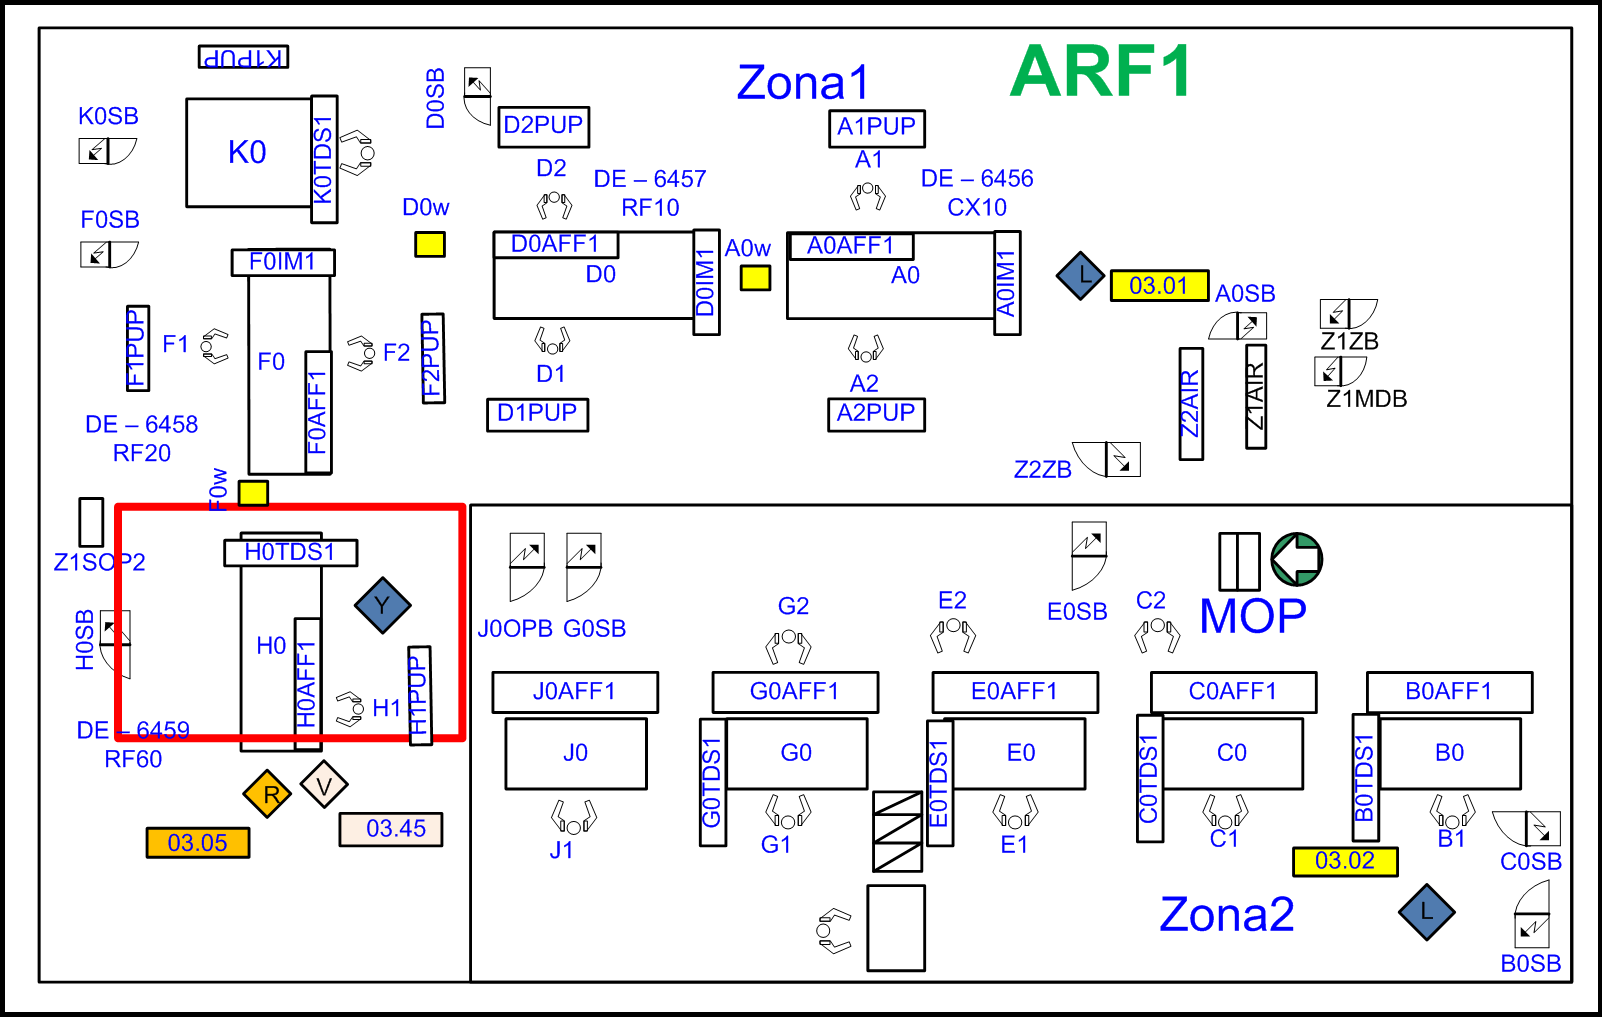 K1PUP
Zona1
ARF1
K0SB
K0
K0TDS1
D0SB
D2PUP
A1PUP
D2
A1
DE – 6457
RF10
DE – 6456
CX10
F0SB
D0w
F0IM1
D0AFF1
D0
D0IM1
A0w
A0AFF1
A0
A0IM1
L
03.01
A0SB
Z1ZB
F1PUP
F1
F0
F0AFF1
F2
F2PUP
D1
D1PUP
A2
A2PUP
Z2AIR
Z1AIR
Z1MDB
DE – 6458
RF20
Z2ZB
F0w
Z1SOP2
H0TDS1
Y
H0SB
H0
H0AFF1
H1
H1PUP
DE – 6459
RF60
R
V
03.05
03.45
J0OPB
G0SB
G2
E2
E0SB
C2
MOP
J0AFF1
G0AFF1
E0AFF1
C0AFF1
B0AFF1
J0
G0TDS1
G0
E0TDS1
E0
C0TDS1
C0
B0TDS1
B0
J1
G1
E1
C1
B1
03.02
C0SB
Zona2
L
B0SB